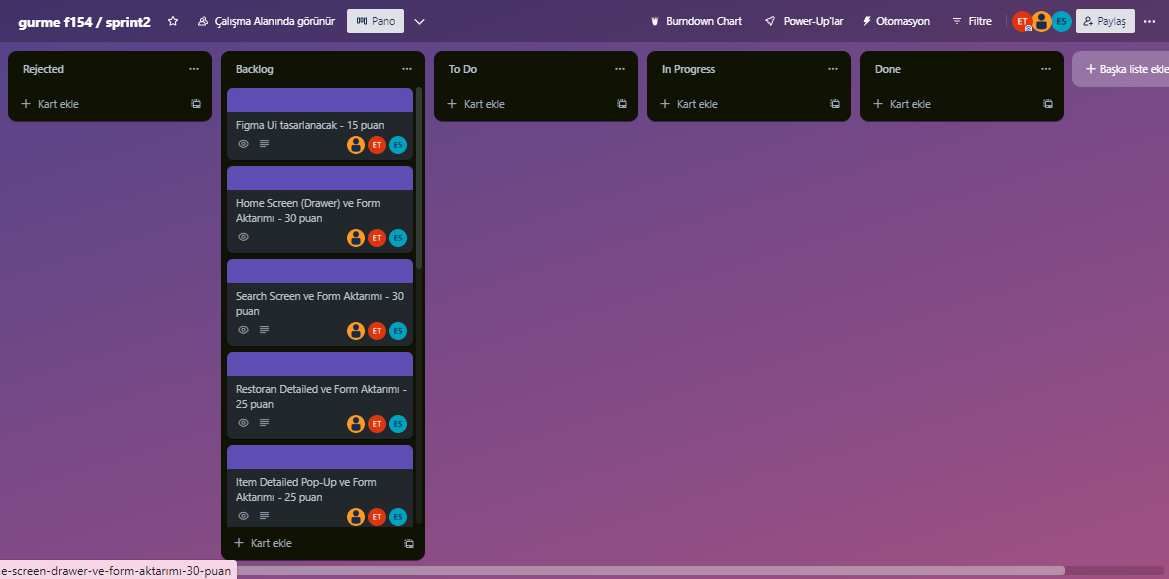 gurme f154 / sprint2
Çalışma Alanında görünür
Pano
Burndown Chart
Power-Up'lar
Otomasyon
Filtre
ET
ES
Paylaş
Rejected
Kart ekle
Backlog
Figma Ui tasarlanacak - 15 puan
ET
ES
Home Screen (Drawer) ve Form
Aktarımı - 30 puan
ET
ES
Search Screen ve Form Aktarımı - 30
puan
ET
ES
Restoran Detailed ve Form Aktarımı -
25 puan
ET
ES
Item Detailed Pop-Up ve Form
Aktarımı - 25 puan
ET
ES
Kart ekle
To Do
Kart ekle
In Progress
Kart ekle
Done
Kart ekle
Başka liste ekle
e-screen-drawer-ve-form-aktarımı-30-puan